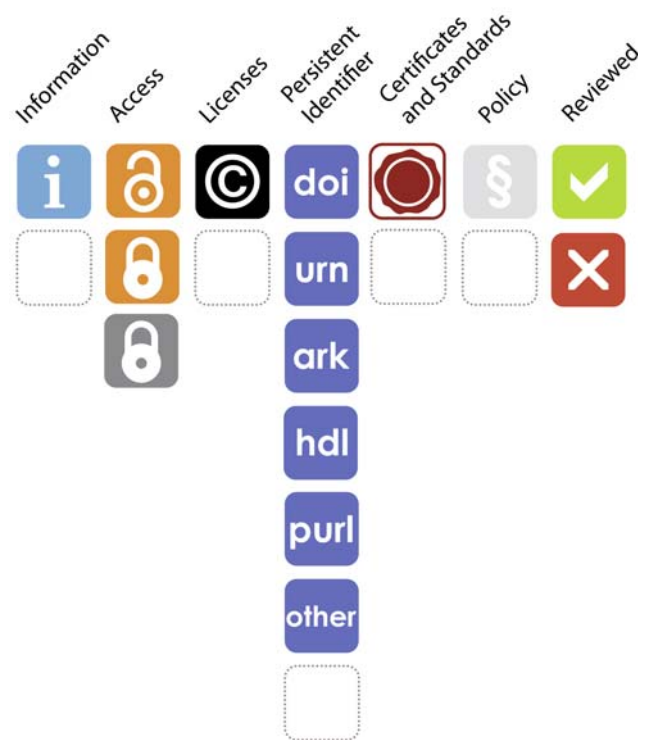 Information
Access
Licenses
Persistent
Identifier
Certificates
and Standards
Policy
Reviewed
i
©
doi
§
urn
ark
hdl
purl
other